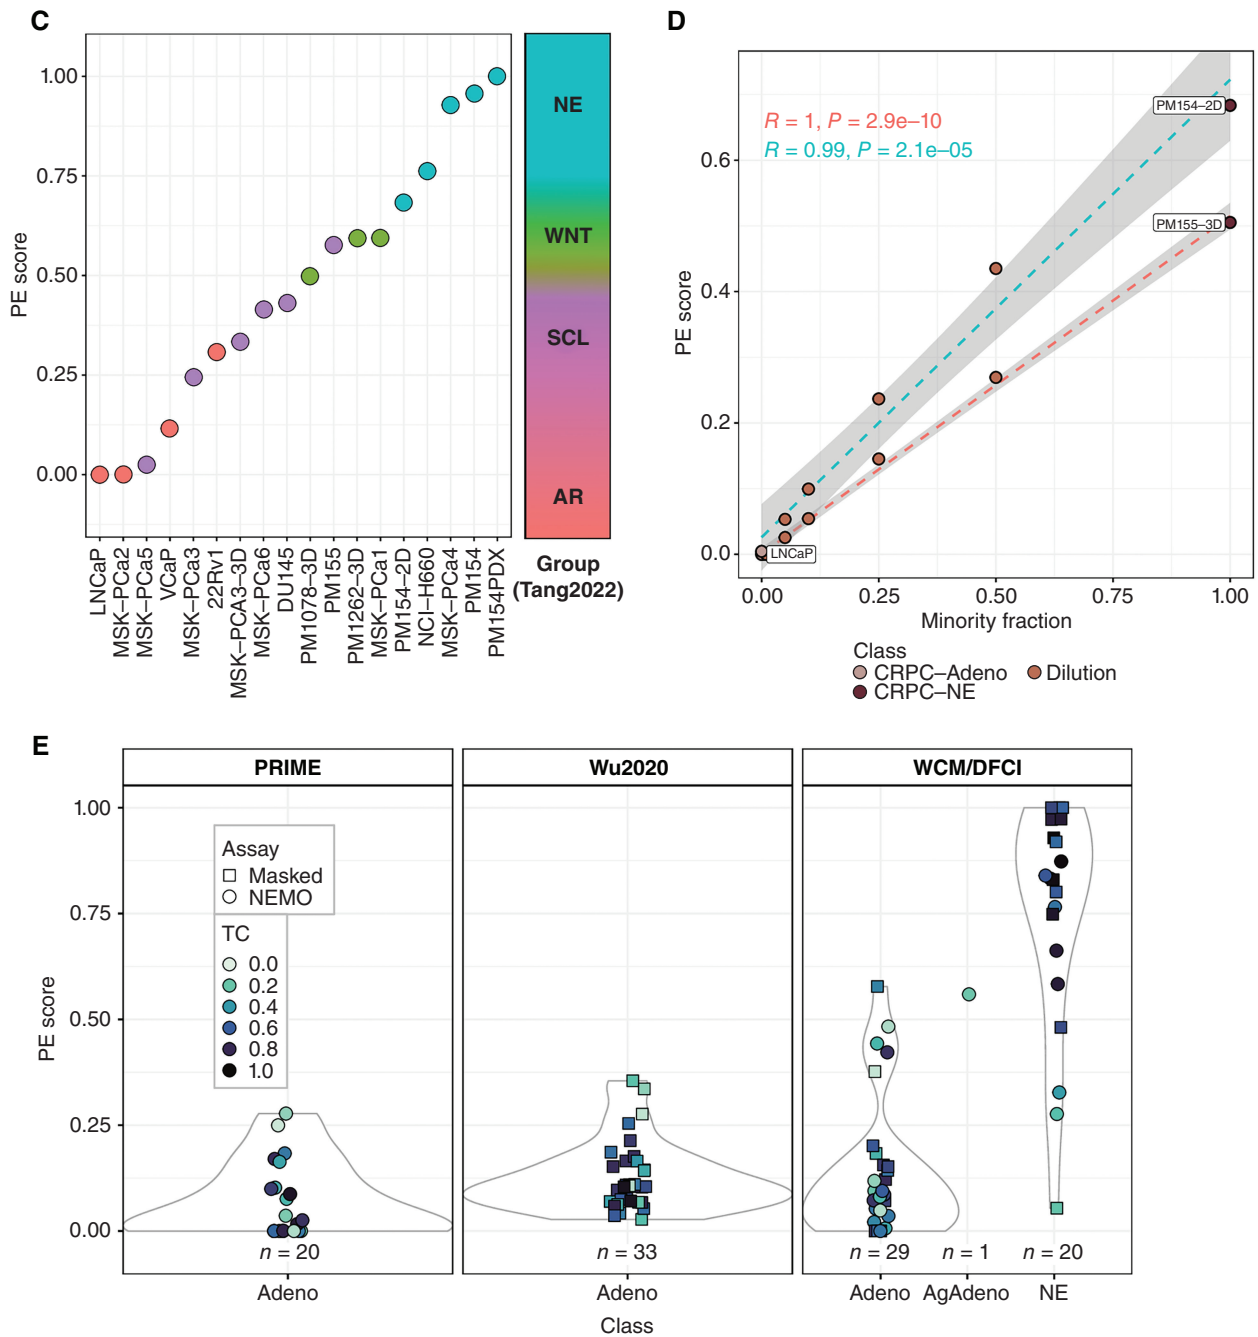 C
PE score
1.00
0.75
0.50
0.25
0.00
LNCaP
MSK–PCa2
MSK–PCa5
VCaP
MSK–PCa3
22Rv1
MSK–PCA3–3D
MSK–PCa6
DU145
PM1078–3D
PM155
PM1262–3D
MSK–PCa1
PM154–2D
NCI–H660
MSK–PCa4
PM154
PM154PDX
NE
WNT
SCL
AR
Group
(Tang2022)
D
R = 1, P = 2.9e–10
R = 0.99, P = 2.1e–05
PM154–2D
PM155–3D
LNCaP
PE score
0.6
0.4
0.2
0.0
0.00 0.25 0.50 0.75 1.00
Minority fraction
Class
CRPC–Adeno Dilution
CRPC–NE
E
PRIME Wu2020 WCM/DFCI
PE score
1.00
0.75
0.50
0.25
0.00
Assay
Masked
NEMO
TC
0.0
0.2
0.4
0.6
0.8
1.0
n = 20 n = 33 n = 29 n = 1 n = 20
Adeno Adeno Adeno AgAdeno NE
Class